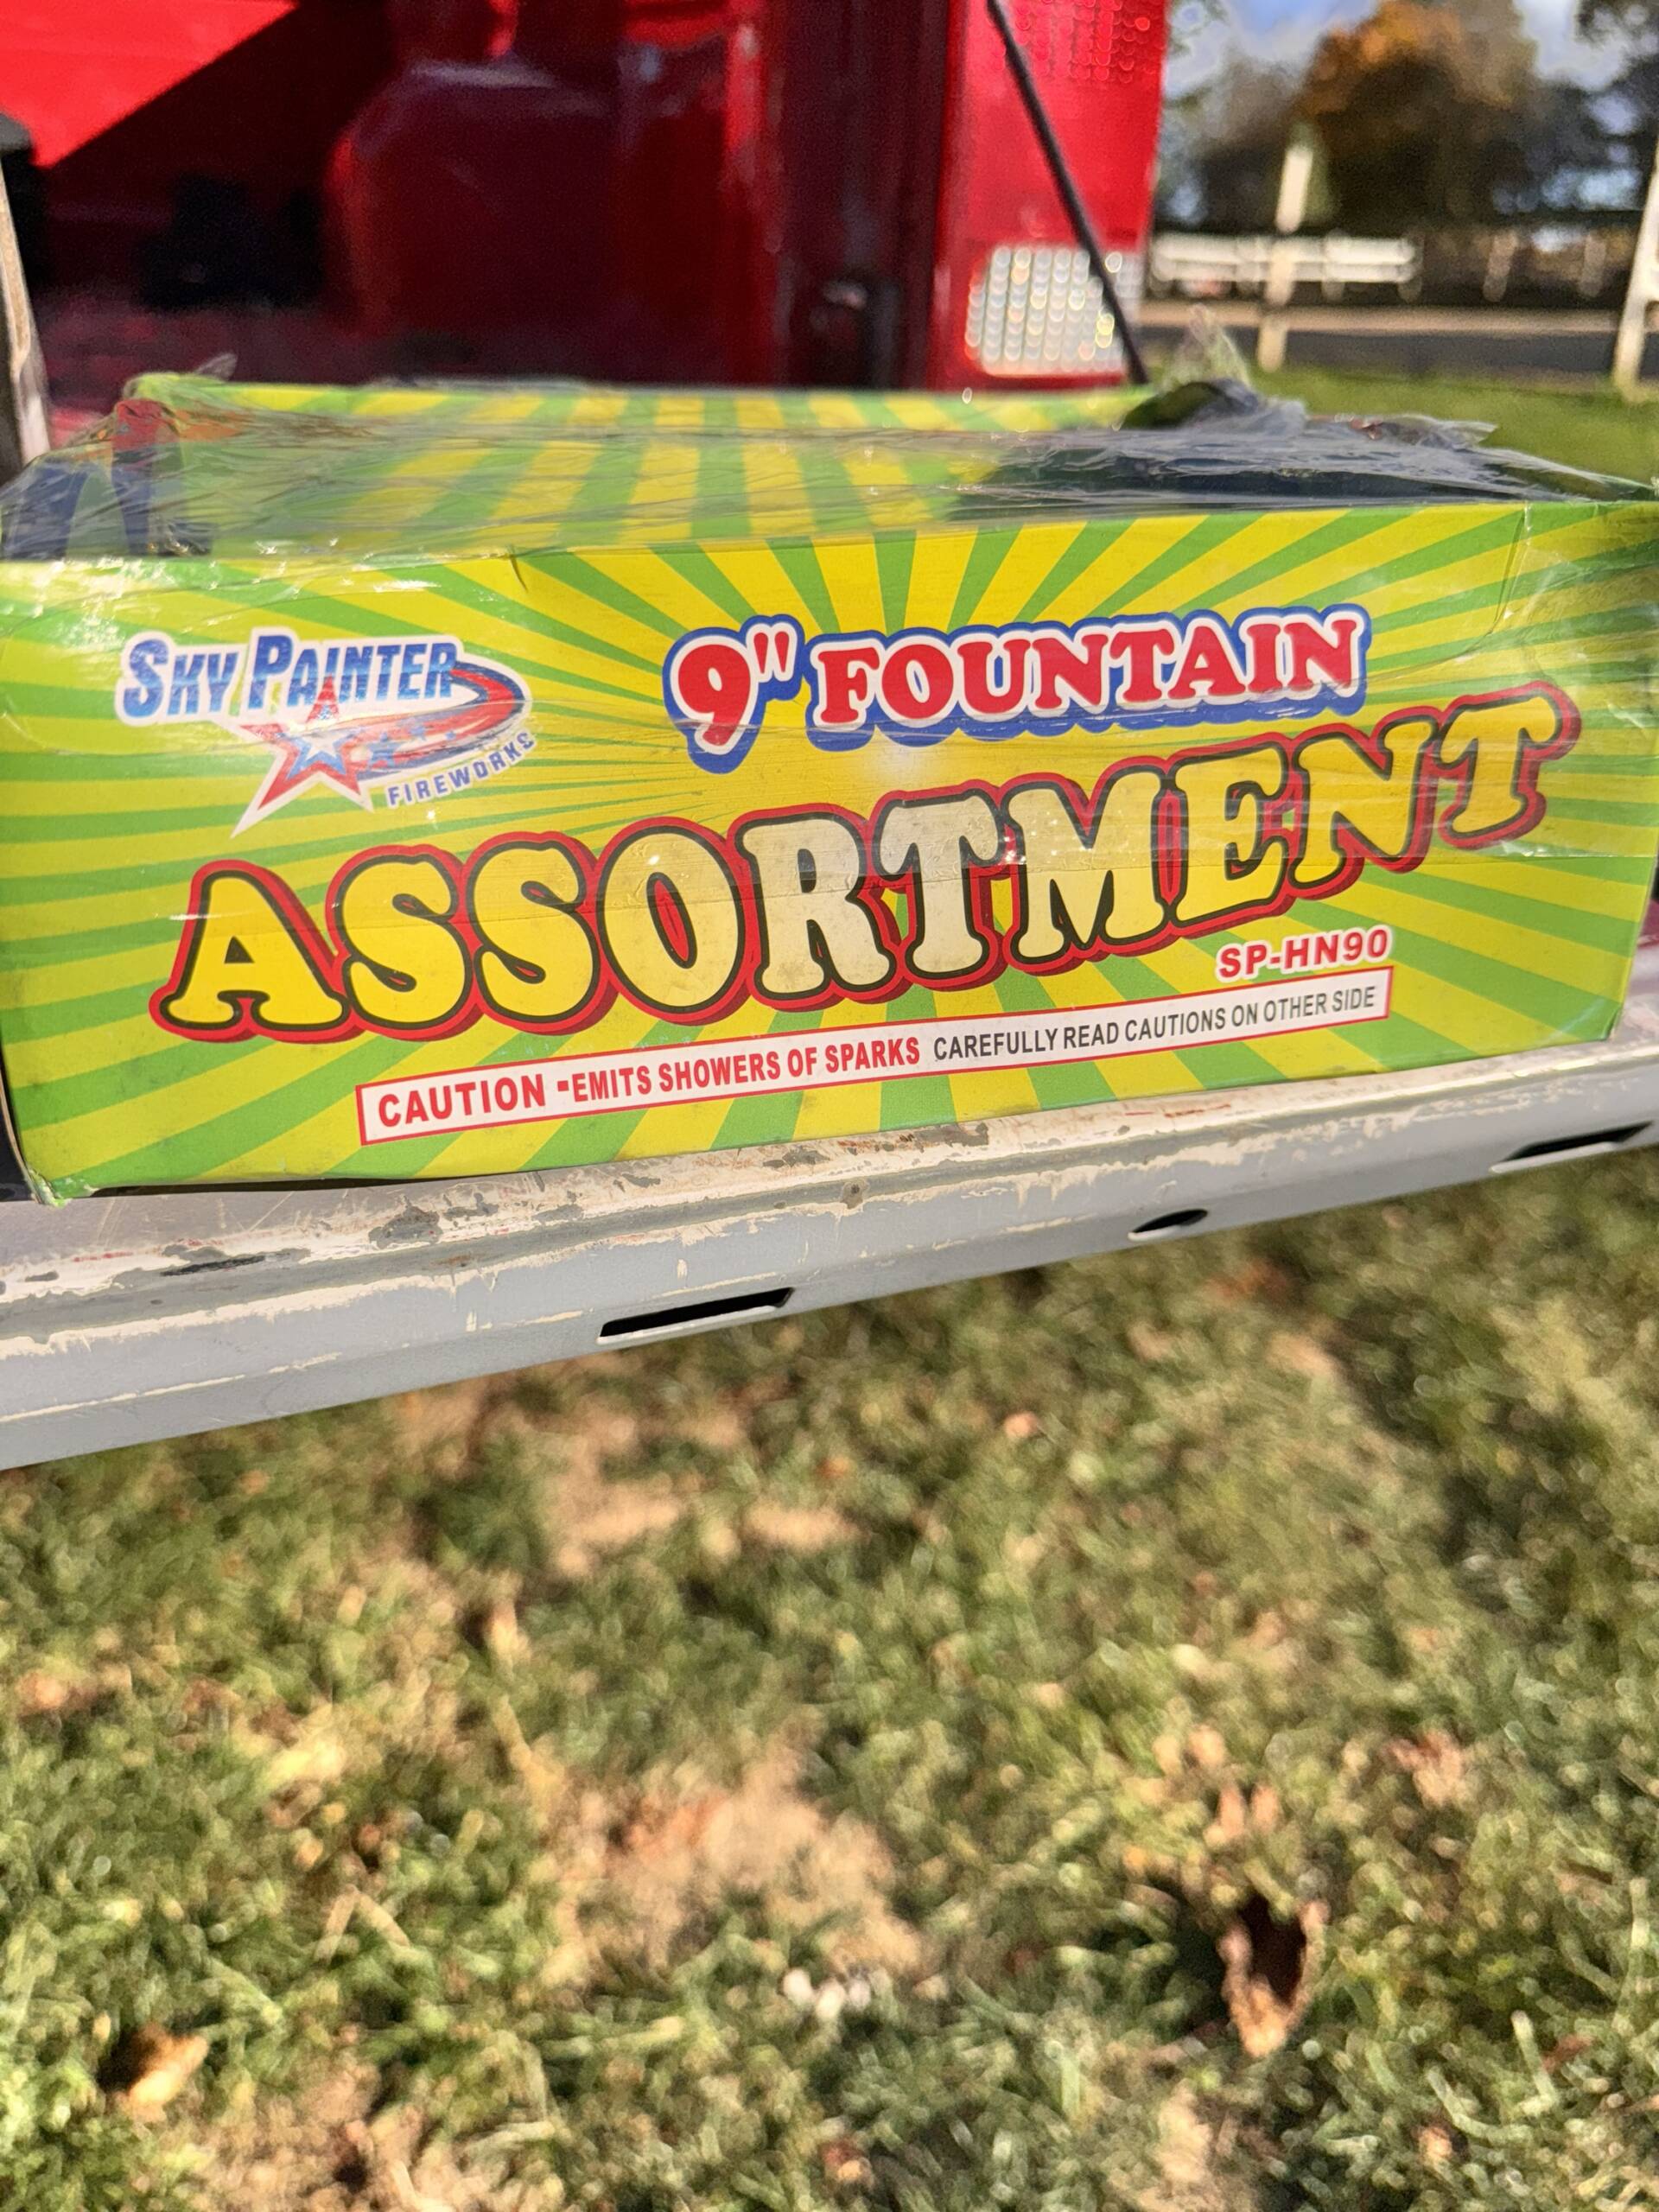 SKY PAINTER
FIREWORKS
9" FOUNTAIN
ASSORTMENT
SP-HN90
CAUTION -EMITS SHOWERS OF SPARKS CAREFULLY READ CAUTIONS ON OTHER SIDE